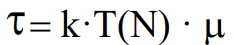 τ= k·T(N) · μ